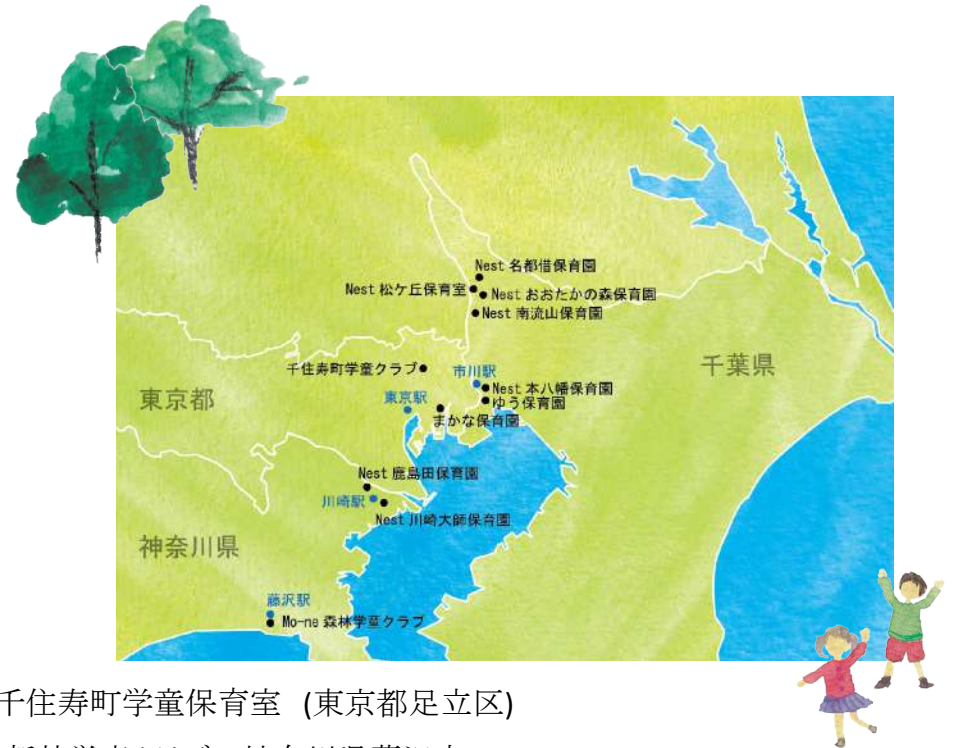 Nest 名都借保育園
Nest 松ケ丘保育室
Nest おおたかの森保育園
Nest 南流山保育園
千住寿町学童クラブ
市川駅
千葉県
Nest 本八幡保育園
東京都
東京駅
ゆう保育園
まかな保育園
Nest 鹿島田保育園
川崎駅
Nest 川崎大師保育園
神奈川県
藤沢駅
Mo-ne 森林学童クラブ
千住寿町学童保育室 (東京都足立区)